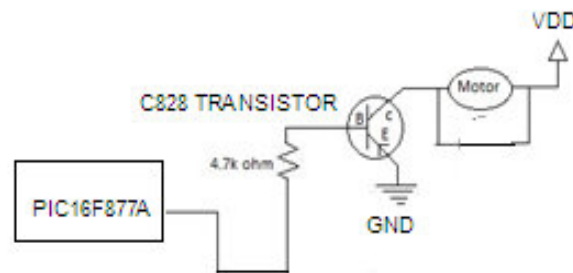 VDD
Motor
C828 TRANSISTOR
B
C
E
4.7k ohm
PIC16F877A
GND